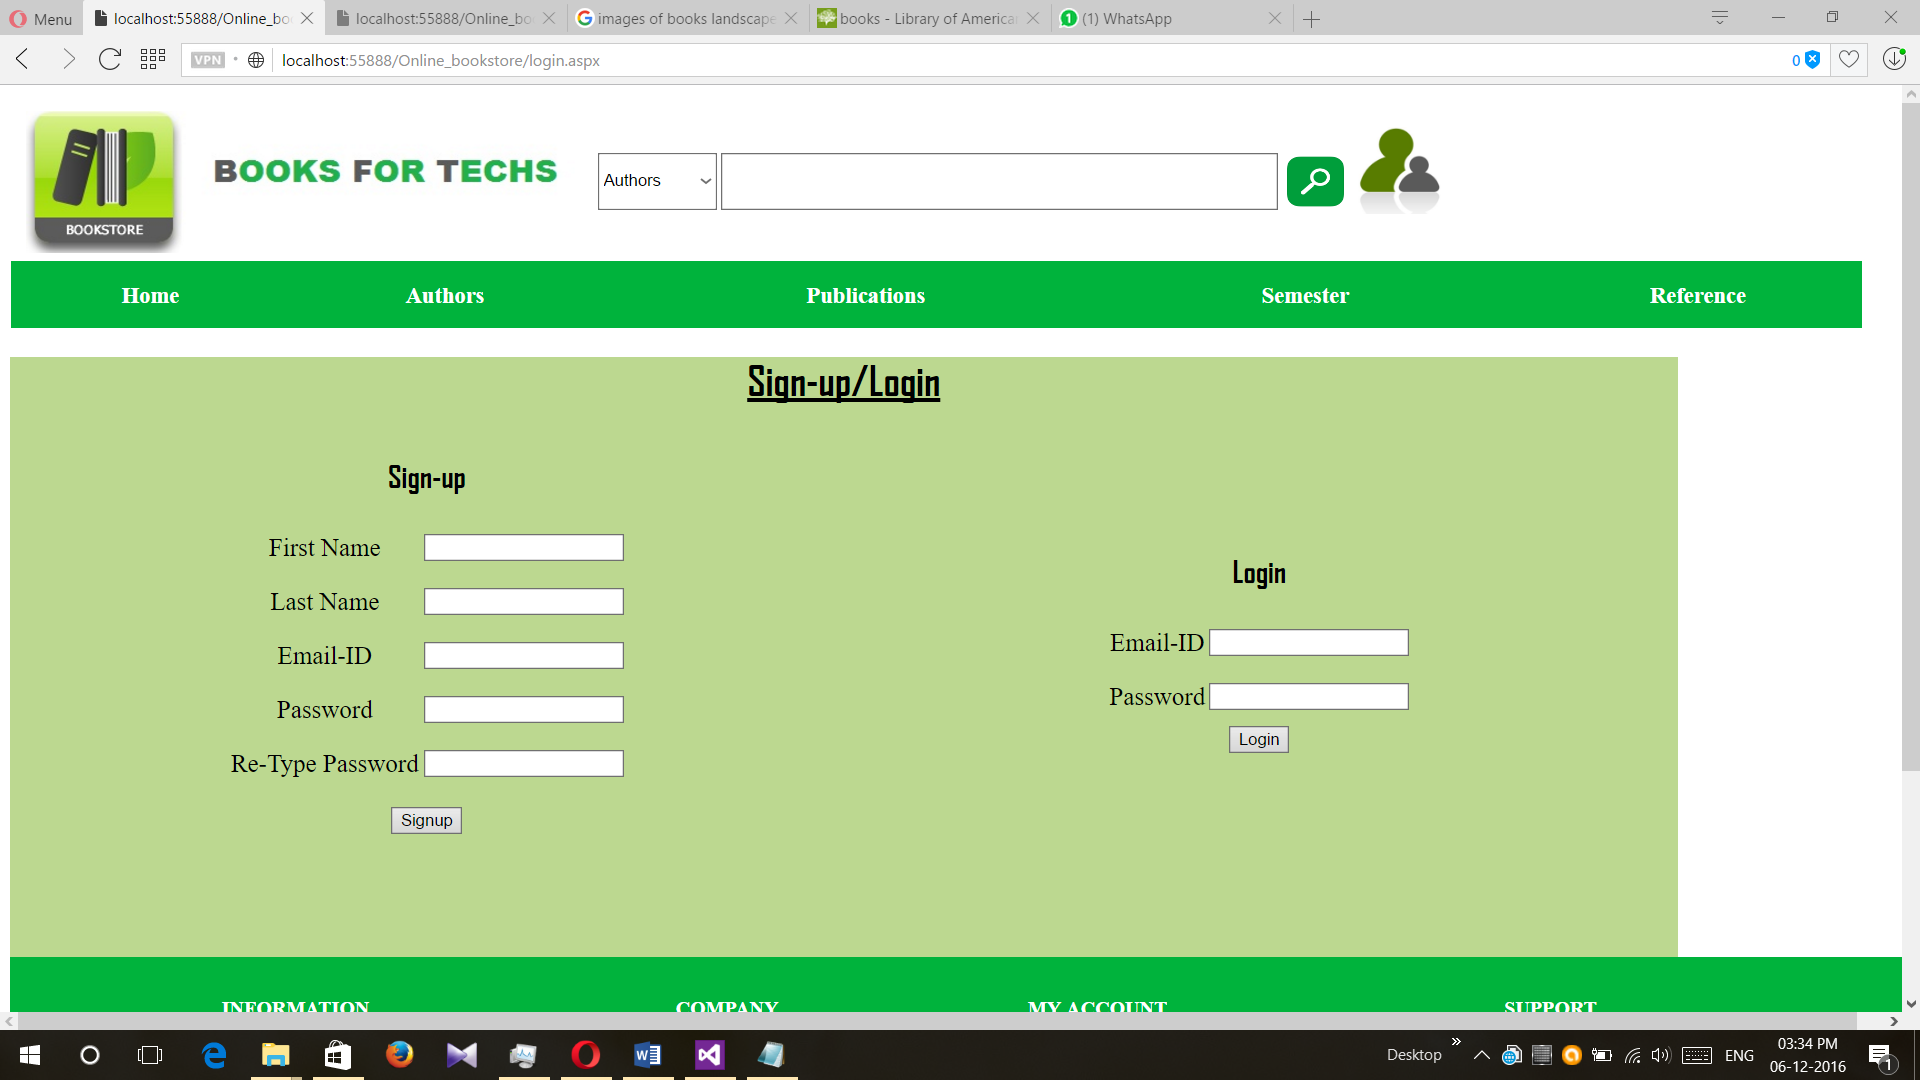 Menu
localhost:55888/Online_bo
localhost:55888/Online_bo
images of books landscape
books - Library of America
(1) WhatsApp
VPN
localhost:55888/Online_bookstore/login.aspx
0
BOOKSTORE
BOOKS FOR TECHS
Authors
Home Authors Publications Semester Reference
Sign-up/Login
Sign-up
First Name
Last Name
Email-ID
Password
Re-Type Password
Signup
Login
Email-ID
Password
Login
INFORMATION COMPANY MY ACCOUNT SUPPORT
Desktop
ENG
03:34 PM
06-12-2016
1